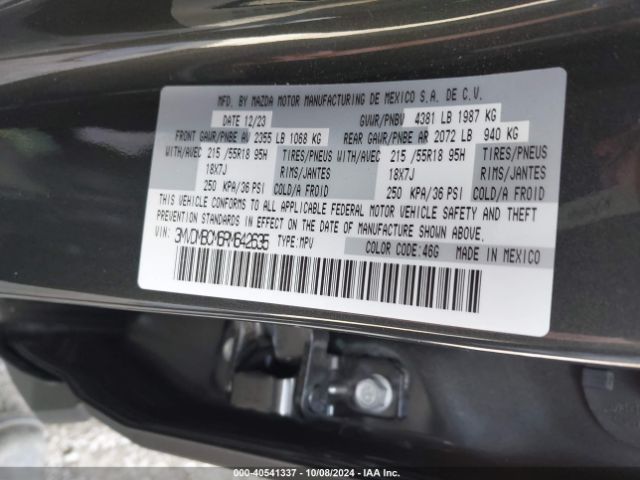 MFD. BY MAZDA MOTOR MANUFACTURING DE MEXICO S.A. DE C.V.
DATE 12/23 GVWR/PNBV 4381 LB 1987 KG
FRONT GAWR/PNBE AV 2355 LB 1068 KG REAR GAWR/PNBE AR 2072 LB 940 KG
WITH/AVEC 215 /55R18 95H TIRES/PNEUS WITH/AVEC 215 /55R18 95H TIRES/PNEUS
18X7J RIMS/JANTES 18X7J RIMS/JANTES
250 KPA/36 PSI COLD/A FROID 250 KPA/36 PSI COLD/A FROID
THIS VEHICLE CONFORMS TO ALL APPLICABLE FEDERAL MOTOR VEHICLE SAFETY AND THEFT
PREVENTION STANDARDS IN EFFECT ON THE DATE OF MANUFACTURE SHOWN ABOVE.
VIN: 3MVDMBCM6RM642635 TYPE:MPV COLOR CODE:46G MADE IN MEXICO
000-40541337 - 10/08/2024 - IAA Inc.